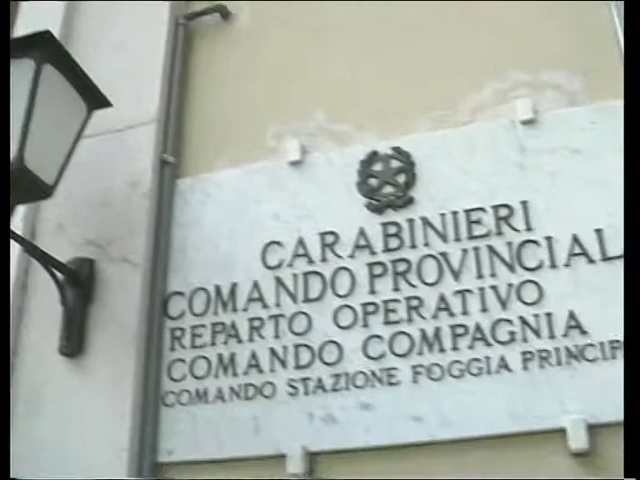 CARABINIERI
COMANDO PROVINCIAL
REPARTO OPERATIVO
COMANDO COMPAGNIA
COMANDO STAZIONE FOGGIA PRINCIP